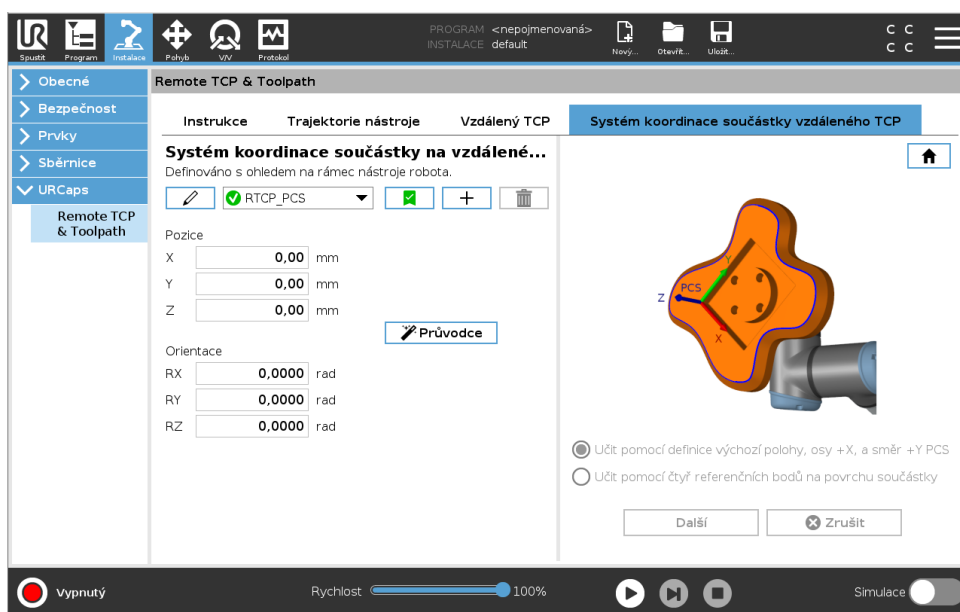 PROGRAM <nepojmenovaná>
INSTALACE default
C C
C C
Spustit Program Instalace Pohyb V/V Protokol Nový... Otevřít... Uložit...
Obecné
Bezpečnost
Prvky
Sběrnice
URCaps
Remote TCP
& Toolpath
Remote TCP & Toolpath
Instrukce Trajektorie nástroje Vzdálený TCP Systém koordinace součástky vzdáleného TCP
Systém koordinace součástky na vzdálené...
Definováno s ohledem na rámec nástroje robota.
RTCP_PCS
Pozice
X 0,00 mm
Y 0,00 mm
Z 0,00 mm
Průvodce
Orientace
RX 0,0000 rad
RY 0,0000 rad
RZ 0,0000 rad
Y
PCS
Z
X
Učit pomocí definice výchozí polohy, osy +X, a směr +Y PCS
Učit pomocí čtyř referenčních bodů na povrchu součástky
Další Zrušit
Vypnutý Rychlost 100% Simulace